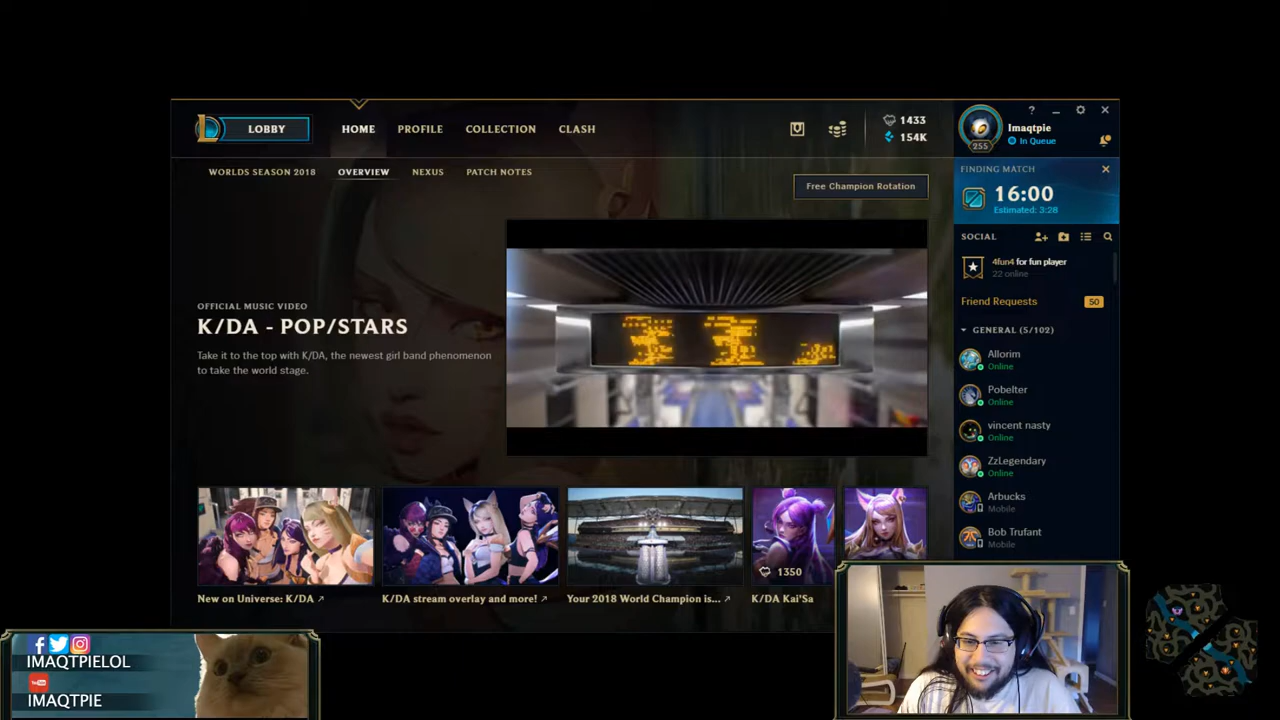 LOBBY
HOME
PROFILE
COLLECTION
CLASH
1433
154K
?
255
Imaqtpie
In Queue
WORLDS SEASON 2018
OVERVIEW
NEXUS
PATCH NOTES
Free Champion Rotation
FINDING MATCH
16:00
Estimated: 3:28
SOCIAL
4fun4 for fun player
22 online
Friend Requests
50
GENERAL (5/102)
Allorim
Online
Pobelter
Online
vincent nasty
Online
ZzLegendary
Online
Arbucks
Mobile
Bob Trufant
Mobile
OFFICIAL MUSIC VIDEO
K/DA - POP/STARS
Take it to the top with K/DA, the newest girl band phenomenon
to take the world stage.
1350
New on Universe: K/DA
K/DA stream overlay and more!
Your 2018 World Champion is...
K/DA Kai'Sa
IMAQTPIELOL
You
IMAQTPIE